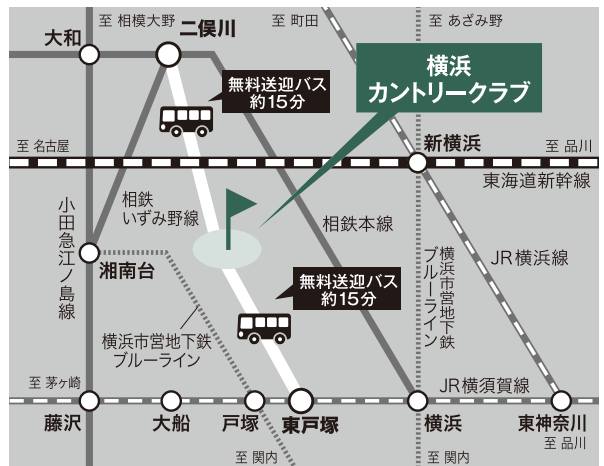 至 相模大野
二俣川
至 町田
至 あざみ野
大和
無料送迎バス
約15分
横浜
カントリークラブ
至 名古屋
新横浜
至 品川
東海道新幹線
小田急江ノ島線
相鉄
いずみ野線
相鉄本線
横浜市営地下鉄
ブルーライン
JR横浜線
湘南台
無料送迎バス
約15分
横浜市営地下鉄
ブルーライン
至 茅ヶ崎
JR横須賀線
藤沢
大船
戸塚
東戸塚
横浜
東神奈川
至 品川
至 関内
至 関内